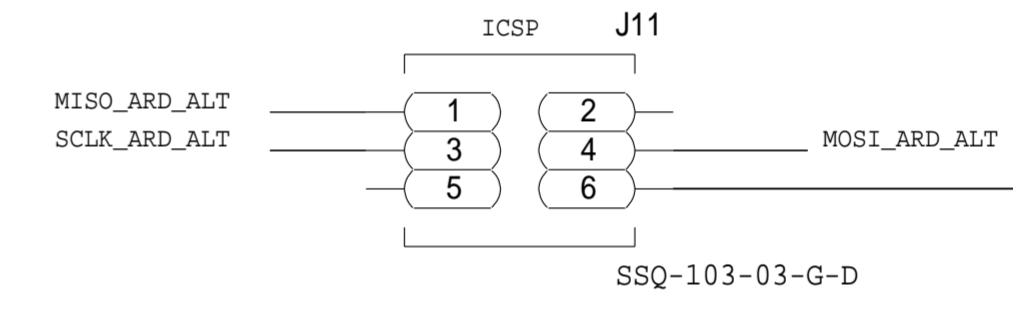 ICSP J11
MISO_ARD_ALT 1 2
SCLK_ARD_ALT 3 4 MOSI_ARD_ALT
5 6
SSQ-103-03-G-D